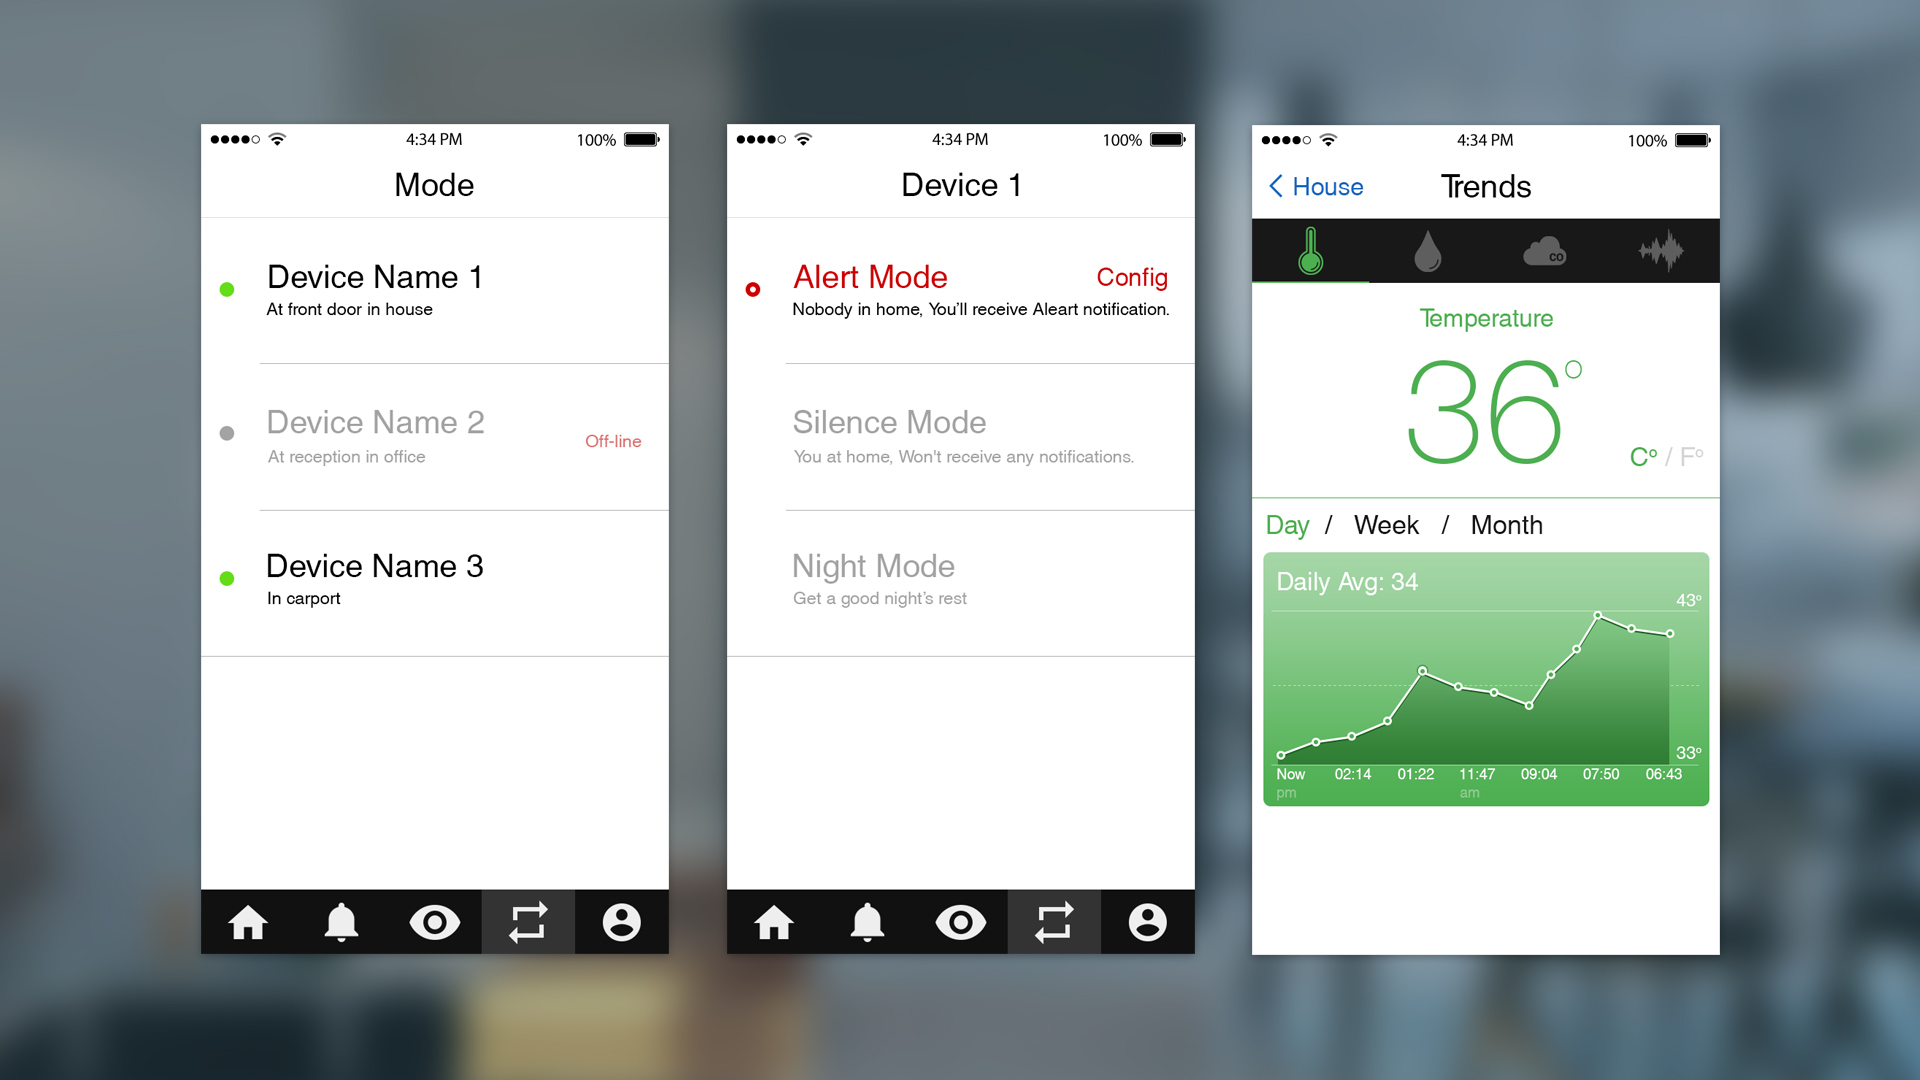 4:34 PM 100%
Mode
Device Name 1
At front door in house
Device Name 2
Off-line
At reception in office
Device Name 3
In carport
4:34 PM 100%
Device 1
Alert Mode Config
Nobody in home, You'll receive Aleart notification.
Silence Mode
You at home, Won't receive any notifications.
Night Mode
Get a good night's rest
4:34 PM 100%
House Trends
CO
Temperature
36°
C° / F°
Day / Week / Month
Daily Avg: 34
43°
33°
Now 02:14 01:22 11:47 09:04 07:50 06:43
pm am